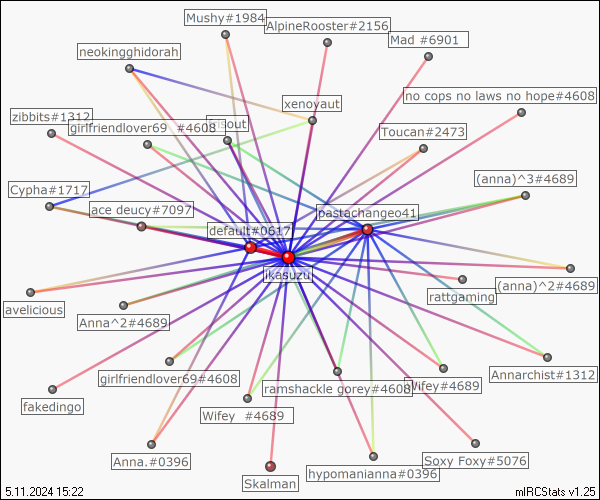 Mushy#1984
AlpineRooster#2156
Mad #6901
neokingghidorah
xenoyaut
no cops no laws no hope#4608
zibbits#1312
girlfriendlover69 #4608
Toucan#2473
(anna)^3#4689
Cypha#1717
ace deucy#7097
pastachangeo41
default#0617
ikasuzu
rattgaming
(anna)^2#4689
avelicious
Anna^2#4689
girlfriendlover69#4608
ramshackle gorey#4608
Wifey#4689
Annarchist#1312
fakedingo
Wifey #4689
Anna.#0396
Soxy Foxy#5076
hypomanianna#0396
Skalman
5.11.2024 15:22
mIRCStats v1.25